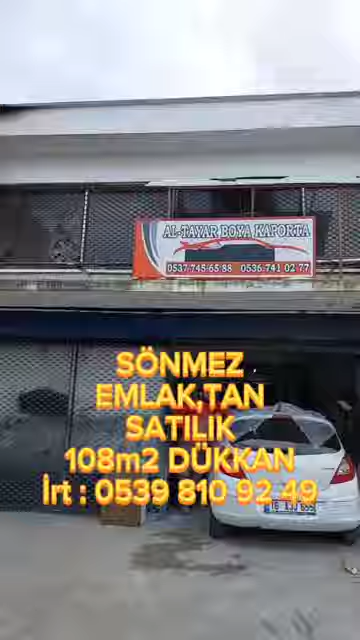 AL-TAYAR BOYA KAPORTA
0537 745 65 88 0536 741 02 77
SÖNMEZ
EMLAK,TAN
SATILIK
108m2 DÜKKAN
İrt : 0539 810 92 49